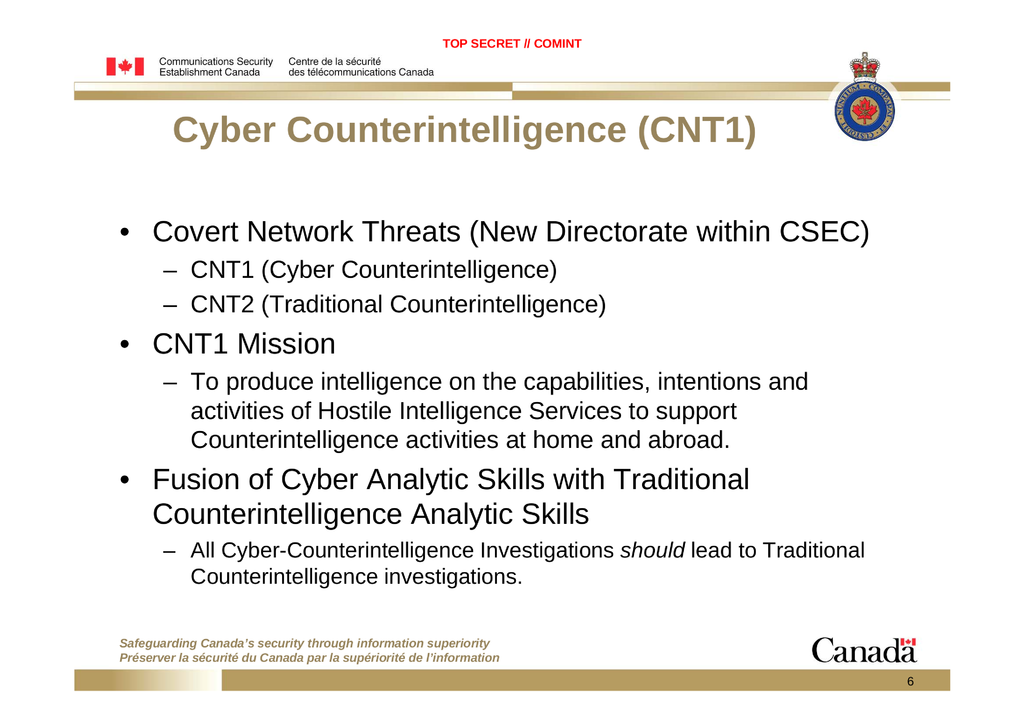 TOP SECRET // COMINT
Communications Security
Establishment Canada
Centre de la sécurité
des télécommunications Canada
Cyber Counterintelligence (CNT1)
• Covert Network Threats (New Directorate within CSEC)
– CNT1 (Cyber Counterintelligence)
– CNT2 (Traditional Counterintelligence)
• CNT1 Mission
– To produce intelligence on the capabilities, intentions and
activities of Hostile Intelligence Services to support
Counterintelligence activities at home and abroad.
• Fusion of Cyber Analytic Skills with Traditional
Counterintelligence Analytic Skills
– All Cyber-Counterintelligence Investigations should lead to Traditional
Counterintelligence investigations.
Safeguarding Canada's security through information superiority
Préserver la sécurité du Canada par la supériorité de l'information
Canada
6